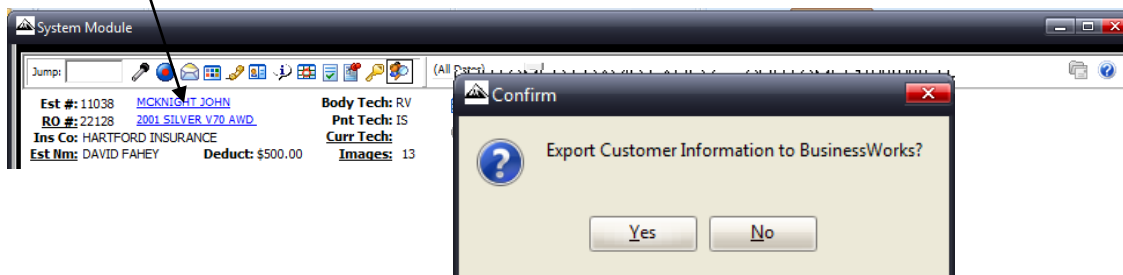 System Module
Jump:
(All
Est #: 11038 MCKNIGHT JOHN Body Tech: RV
RO #: 22128 2001 SILVER V70 AWD Pnt Tech: IS
Ins Co: HARTFORD INSURANCE Curr Tech:
Est Nm: DAVID FAHEY Deduct: $500.00 Images: 13
Confirm
Export Customer Information to BusinessWorks?
Yes No